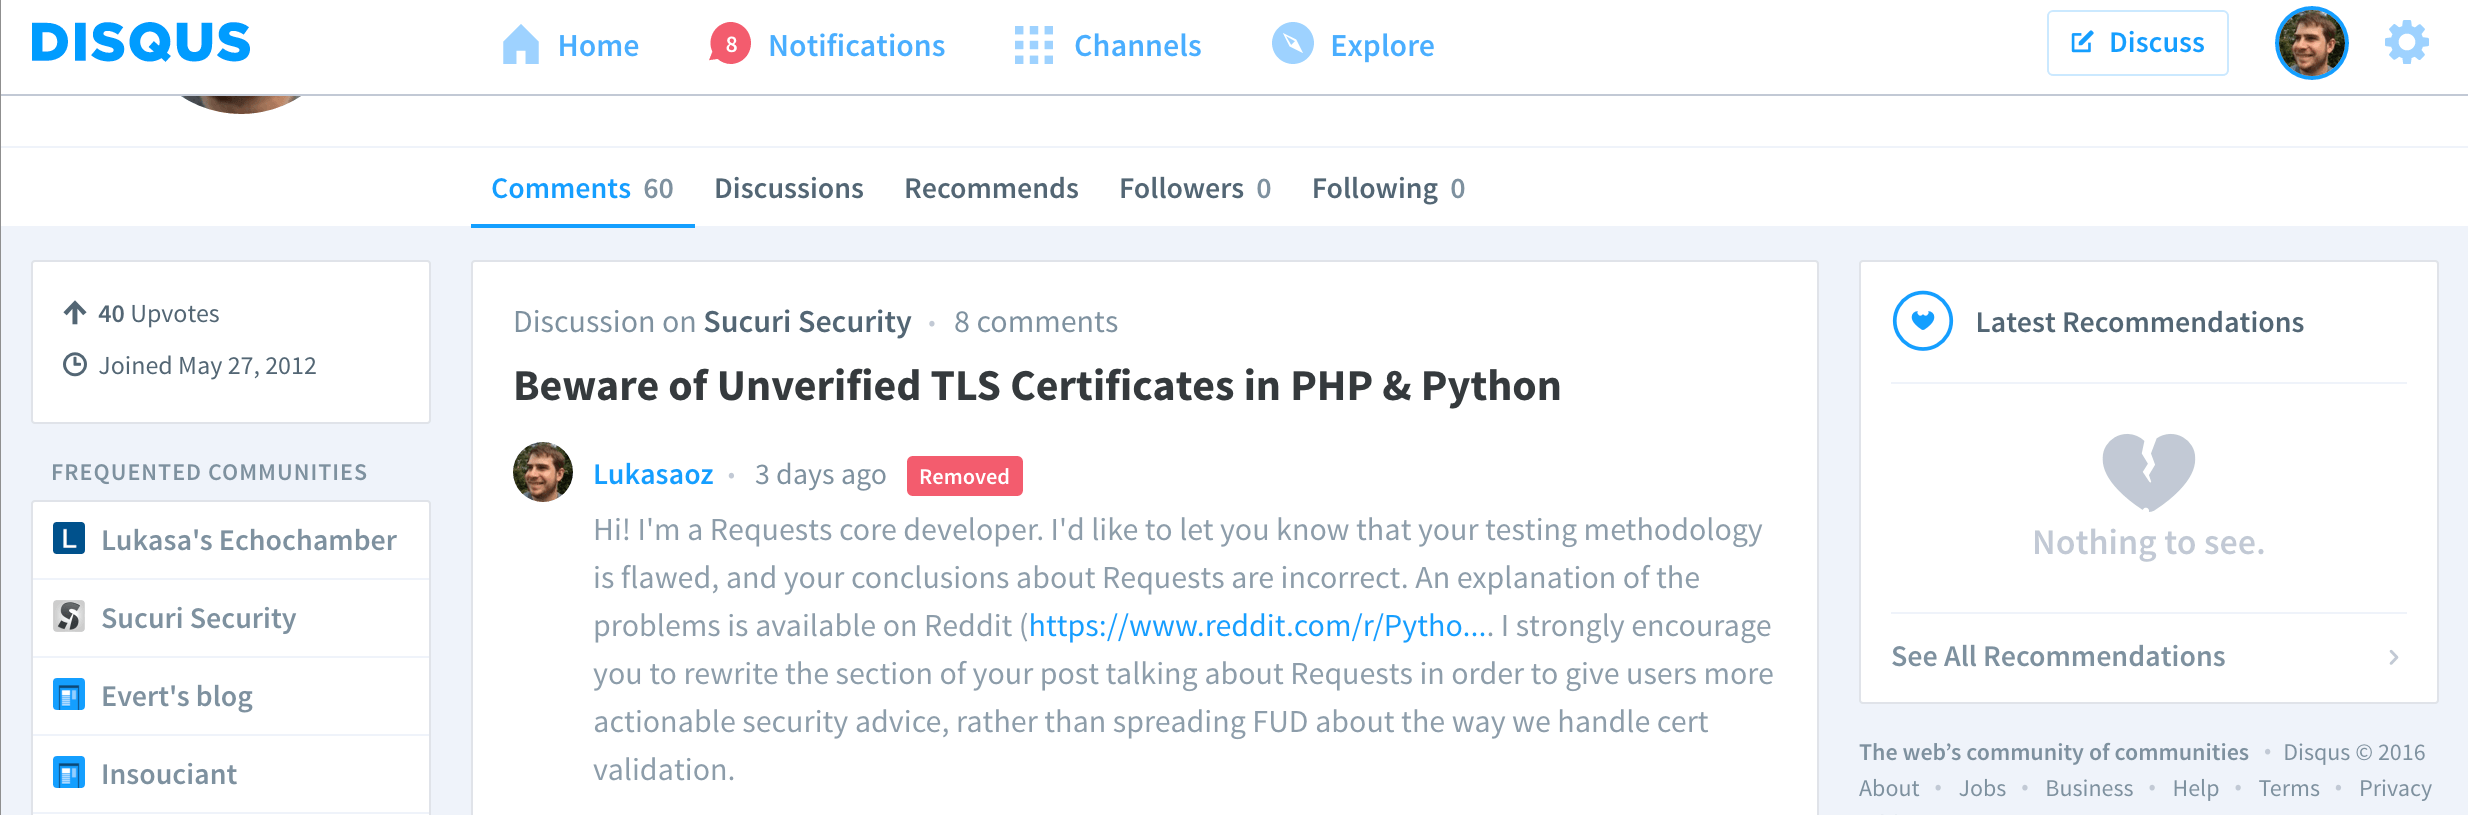 DISQUS
Home
8 Notifications
Channels
Explore
Discuss
Comments 60
Discussions
Recommends
Followers 0
Following 0
40 Upvotes
Joined May 27, 2012
FREQUENTED COMMUNITIES
L Lukasa's Echochamber
S Sucuri Security
Evert's blog
Insouciant
Discussion on Sucuri Security • 8 comments
Beware of Unverified TLS Certificates in PHP & Python
Lukasaoz • 3 days ago Removed
Hi! I'm a Requests core developer. I'd like to let you know that your testing methodology
is flawed, and your conclusions about Requests are incorrect. An explanation of the
problems is available on Reddit (https://www.reddit.com/r/Pytho.... I strongly encourage
you to rewrite the section of your post talking about Requests in order to give users more
actionable security advice, rather than spreading FUD about the way we handle cert
validation.
Latest Recommendations
Nothing to see.
See All Recommendations
The web’s community of communities • Disqus © 2016
About • Jobs • Business • Help • Terms • Privacy